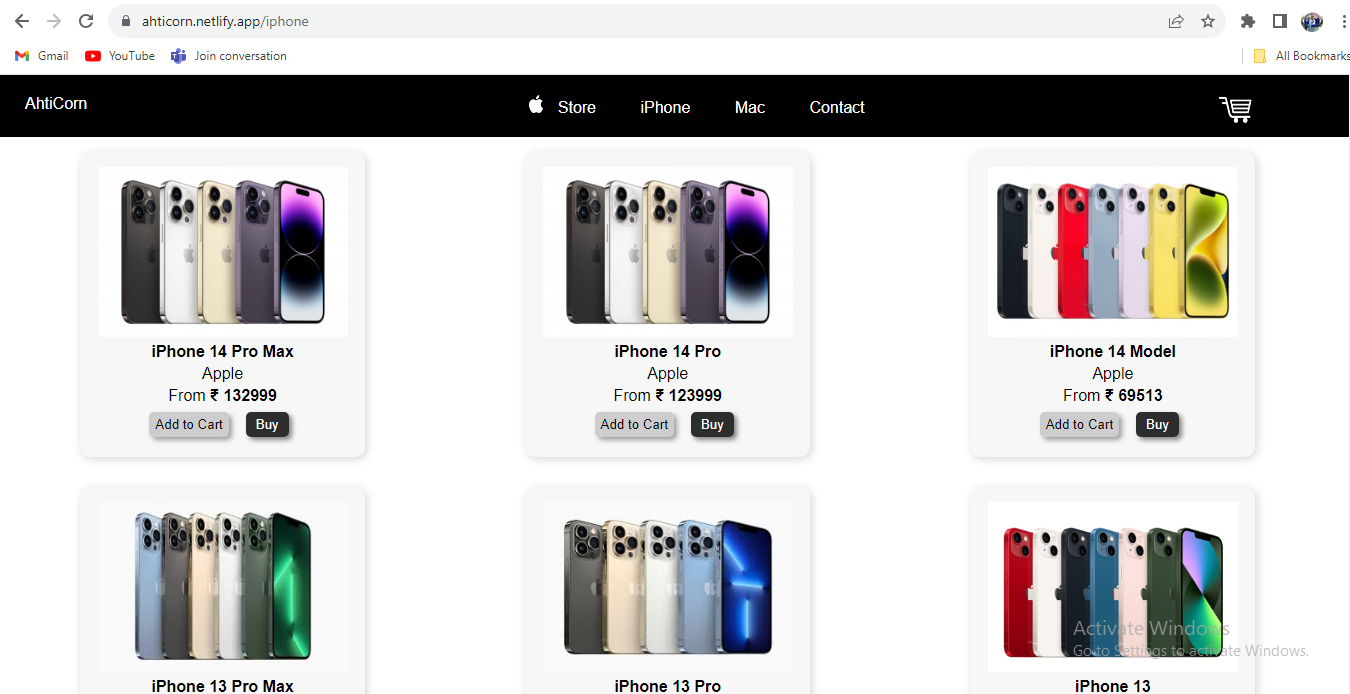 ahticorn.netlify.app/iphone
Gmail YouTube Join conversation All Bookmarks
AhtiCorn Store iPhone Mac Contact
iPhone 14 Pro Max
Apple
From ₹ 132999
Add to Cart Buy
iPhone 14 Pro
Apple
From ₹ 123999
Add to Cart Buy
iPhone 14 Model
Apple
From ₹ 69513
Add to Cart Buy
iPhone 13 Pro Max
iPhone 13 Pro
iPhone 13
Activate Windows
Go to Settings to activate Windows.